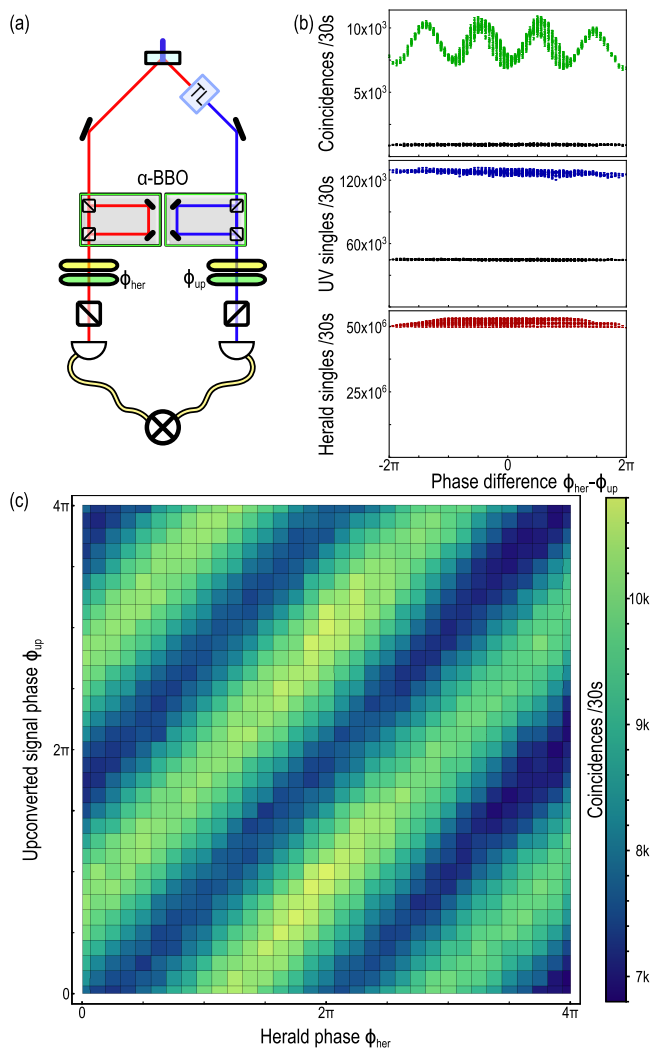 (a)
α-BBO
ϕher
ϕup
(b)
Coincidences /30s
10x10³
5x10³
UV singles /30s
120x10³
60x10³
Herald singles /30s
50x10⁶
25x10⁶
-2π
0
2π
Phase difference ϕher-ϕup
(c)
Upconverted signal phase ϕup
4π
2π
0
0
2π
4π
Herald phase ϕher
Coincidences /30s
10k
9k
8k
7k